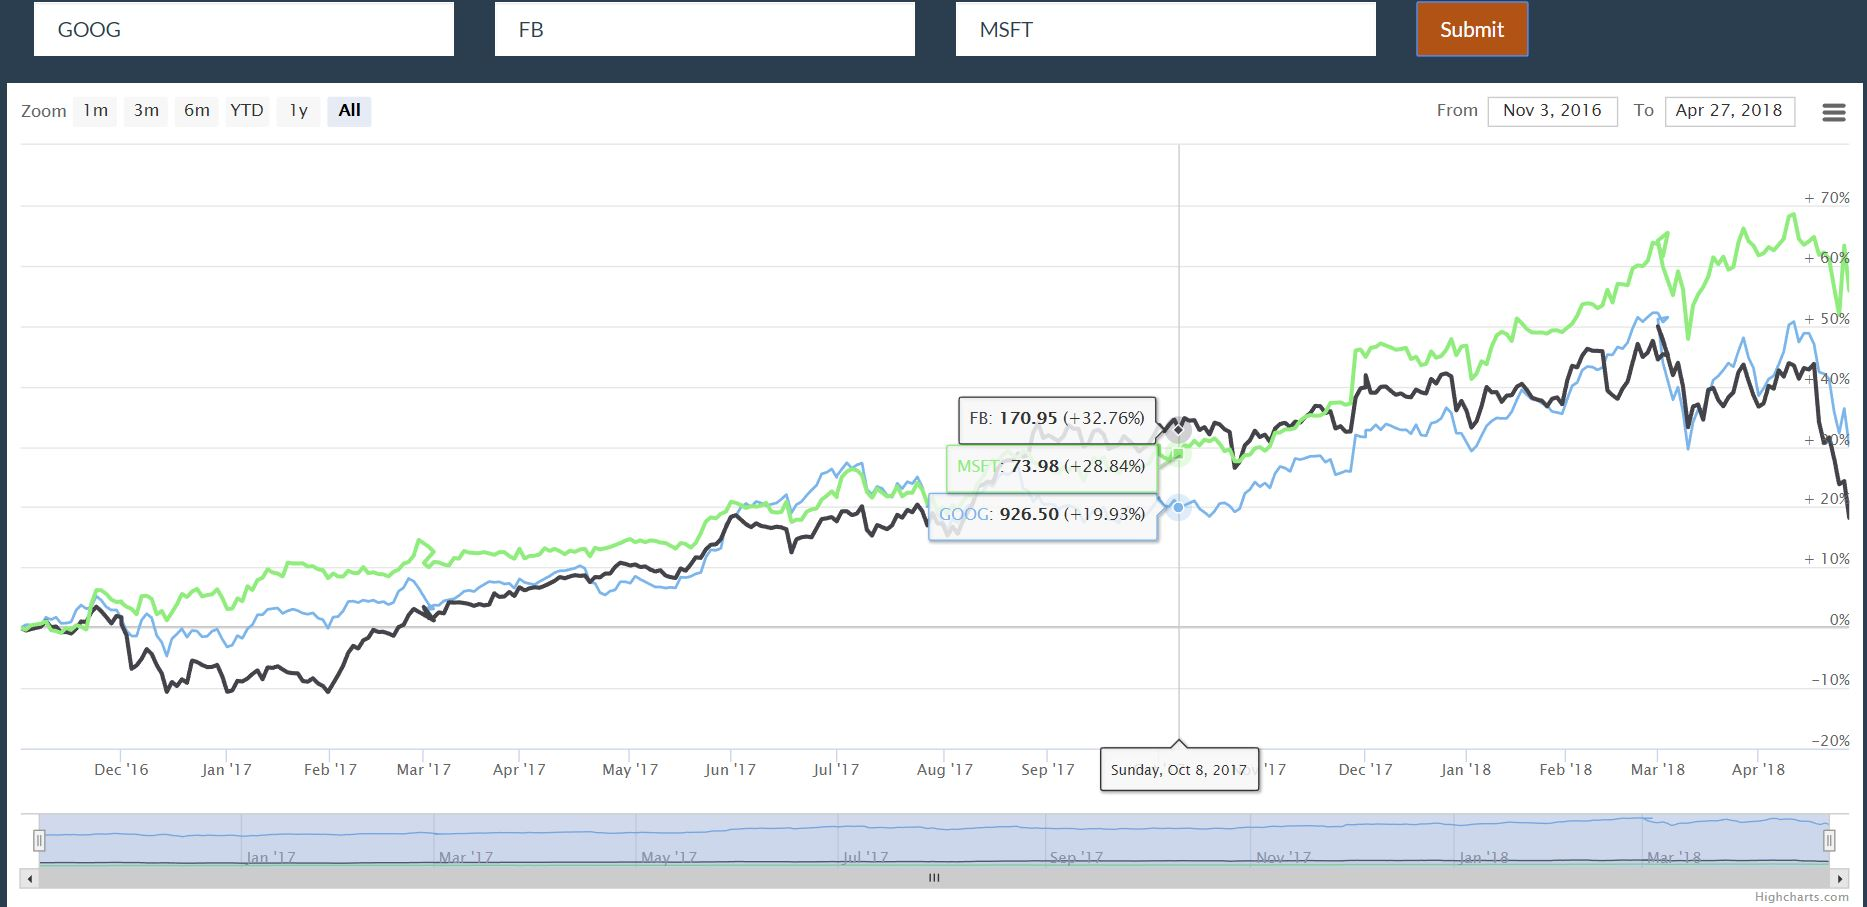 GOOG FB MSFT Submit
Zoom 1m 3m 6m YTD 1y All From Nov 3, 2016 To Apr 27, 2018
+ 70%
+ 60%
+ 50%
+ 40%
FB: 170.95 (+32.76%)
+ 30%
MSFT: 73.98 (+28.84%)
+ 20%
GOOG: 926.50 (+19.93%)
+ 10%
0%
-10%
-20%
Dec '16 Jan '17 Feb '17 Mar '17 Apr '17 May '17 Jun '17 Jul '17 Aug '17 Sep '17 Sunday, Oct 8, 2017 Nov '17 Dec '17 Jan '18 Feb '18 Mar '18 Apr '18
Jan '17 Mar '17 May '17 Jul '17 Sep '17 Nov '17 Jan '18 Mar '18
Highcharts.com